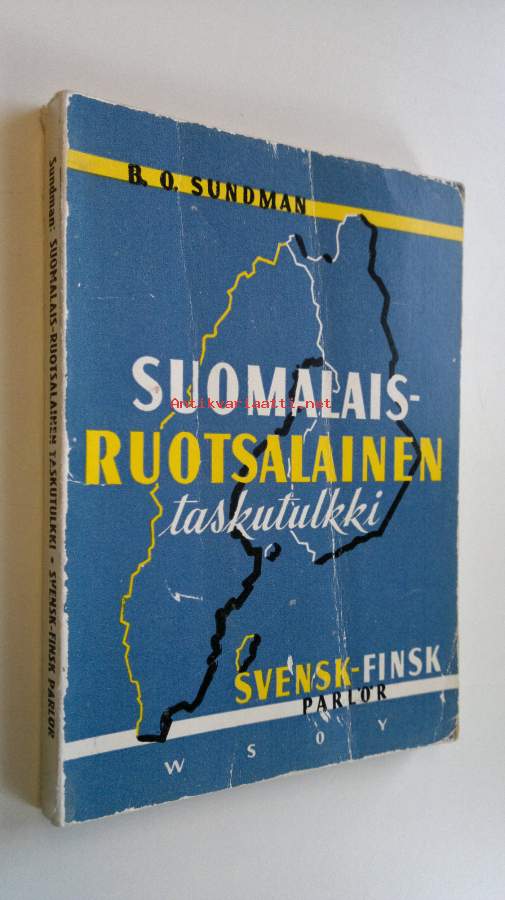 Sundman: SUOMALAIS-RUOTSALAINEN TASKUTULKKI - SVENSK-FINSK PARLÖR
B. O. SUNDMAN
SUOMALAIS-
Antikvariaatti.net
RUOTSALAINEN
taskutulkki
SVENSK-FINSK
PARLÖR
W S O Y